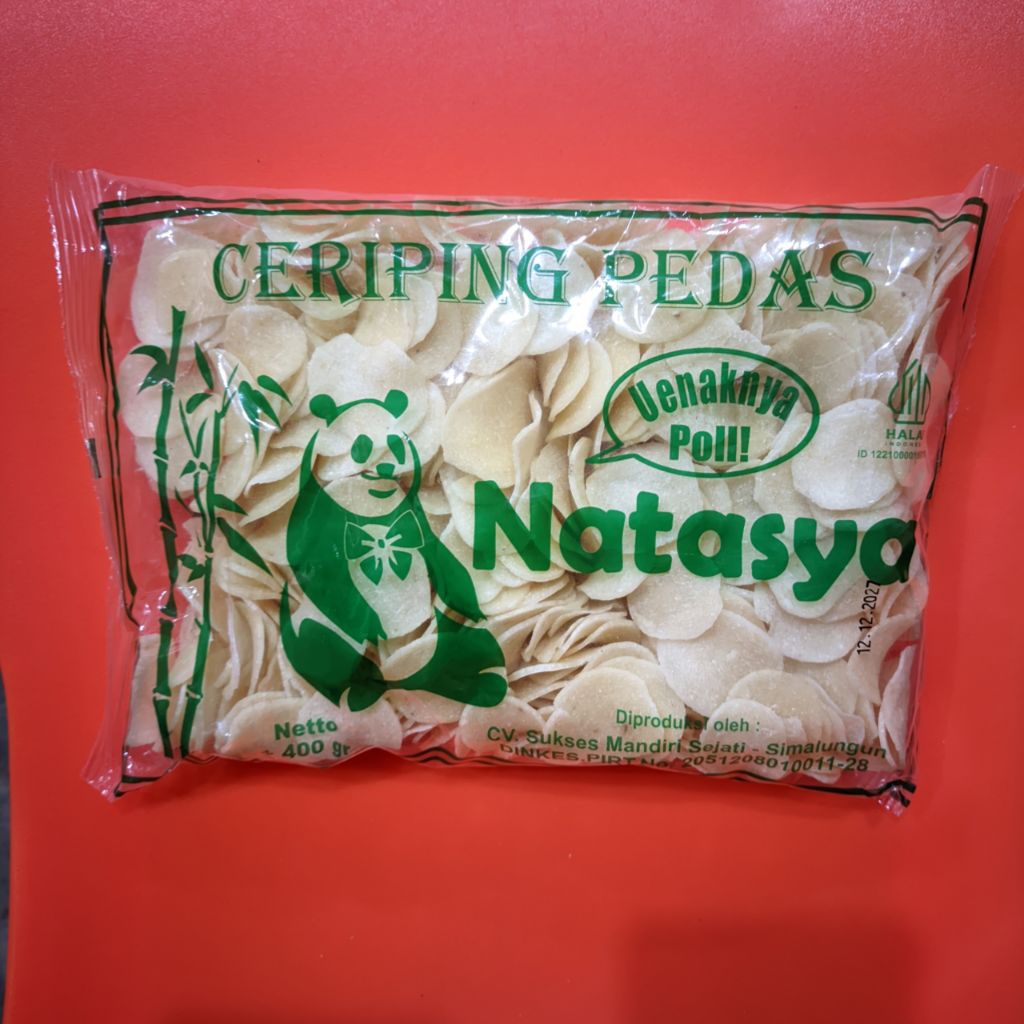 CERIPING PEDAS
Uenaknya
Poll!
HALAL
INDONESIA
Natasya
12.12.2027
Netto
± 400 gr
Diproduksi oleh :
CV. Sukses Mandiri Sejati - Simalungun
DINKES.PIRT.No. 2051208010011-28